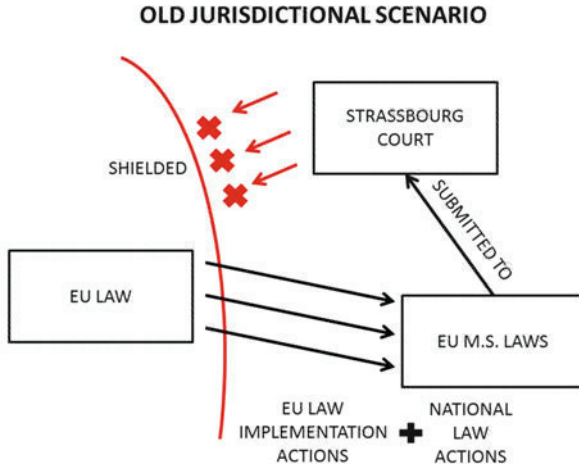 OLD JURISDICTIONAL SCENARIO
STRASSBOURG
COURT
SHIELDED
SUBMITTED TO
EU LAW
EU M.S. LAWS
EU LAW
IMPLEMENTATION
ACTIONS
NATIONAL
LAW
ACTIONS